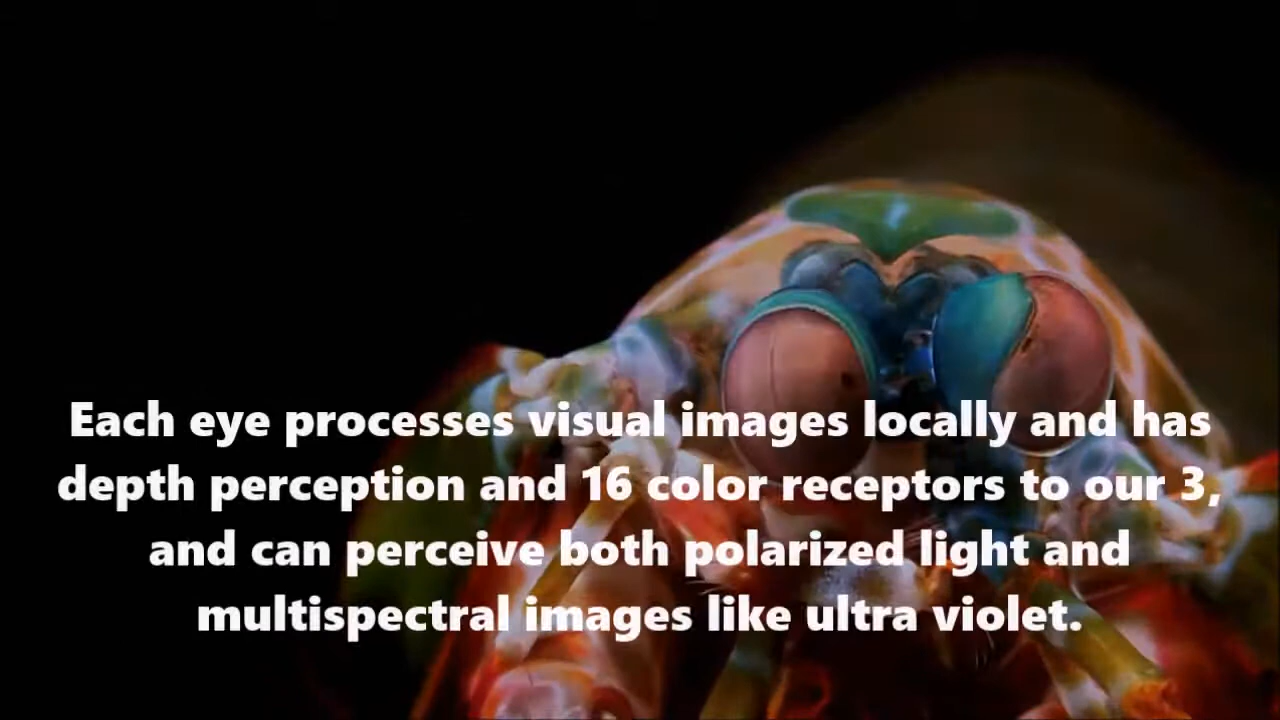 Each eye processes visual images locally and has
depth perception and 16 color receptors to our 3,
and can perceive both polarized light and
multispectral images like ultra violet.